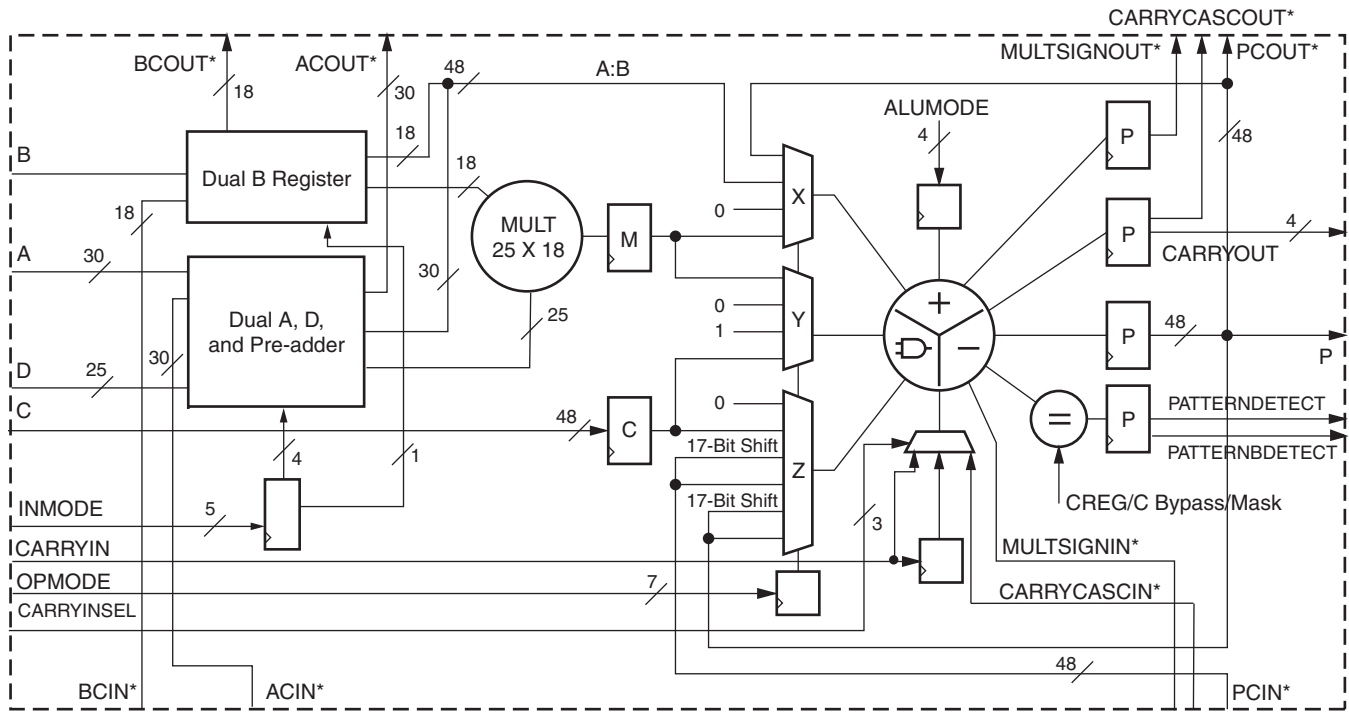 CARRYCASCOUT*
BCOUT*
ACOUT*
MULTSIGNOUT*
PCOUT*
18
30
48
A:B
ALUMODE
4
48
B
Dual B Register
18
18
18
MULT
25 X 18
M
0
X
P
P
4
CARRYOUT
A
30
Dual A, D,
and Pre-adder
30
30
25
0
1
Y
+
−
P
48
P
D
25
C
48
C
0
17-Bit Shift
17-Bit Shift
Z
=
P
PATTERNDETECT
PATTERNBDETECT
CREG/C Bypass/Mask
4
1
INMODE
5
3
CARRYIN
MULTSIGNIN*
OPMODE
7
CARRYCASCIN*
CARRYINSEL
48
BCIN*
ACIN*
PCIN*